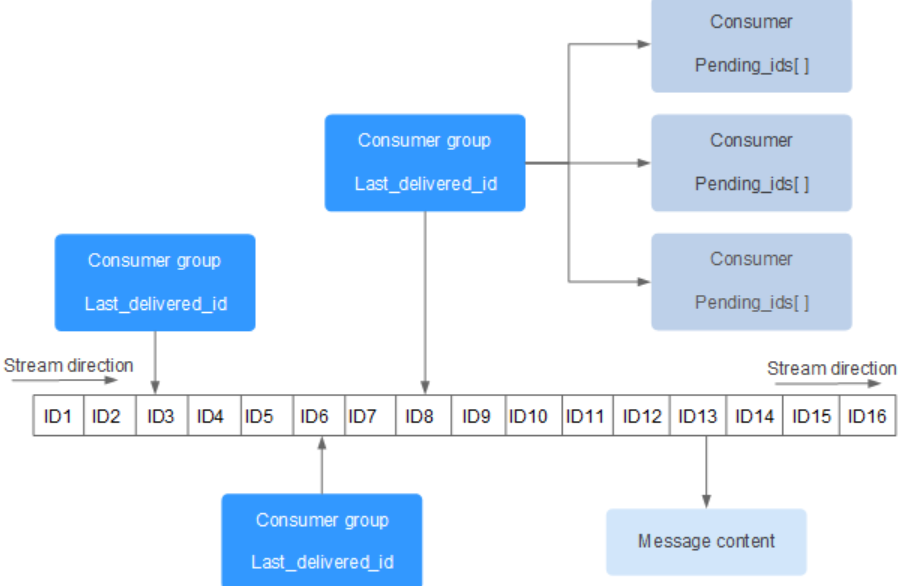 Consumer
Pending_ids[ ]
Consumer group
Last_delivered_id
Consumer
Pending_ids[ ]
Consumer group
Last_delivered_id
Consumer
Pending_ids[ ]
Stream direction
Stream direction
ID1 ID2 ID3 ID4 ID5 ID6 ID7 ID8 ID9 ID10 ID11 ID12 ID13 ID14 ID15 ID16
Consumer group
Last_delivered_id
Message content